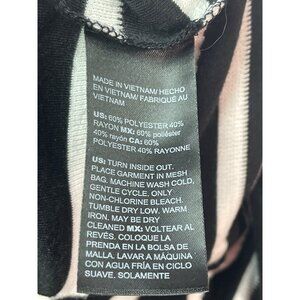 MADE IN VIETNAM/ HECHO
EN VIETNAM/ FABRIQUÉ AU
VIETNAM
US: 60% POLYESTER 40%
RAYON MX: 60% poliéster
40% rayón CA: 60%
POLYESTER 40% RAYONNE
US: TURN INSIDE OUT.
PLACE GARMENT IN MESH
BAG. MACHINE WASH COLD,
GENTLE CYCLE. ONLY
NON-CHLORINE BLEACH.
TUMBLE DRY LOW. WARM
IRON. MAY BE DRY
CLEANED MX: VOLTEAR AL
REVÉS. COLOQUE LA
PRENDA EN LA BOLSA DE
MALLA. LAVAR A MÁQUINA
CON AGUA FRÍA EN CICLO
SUAVE. SOLAMENTE